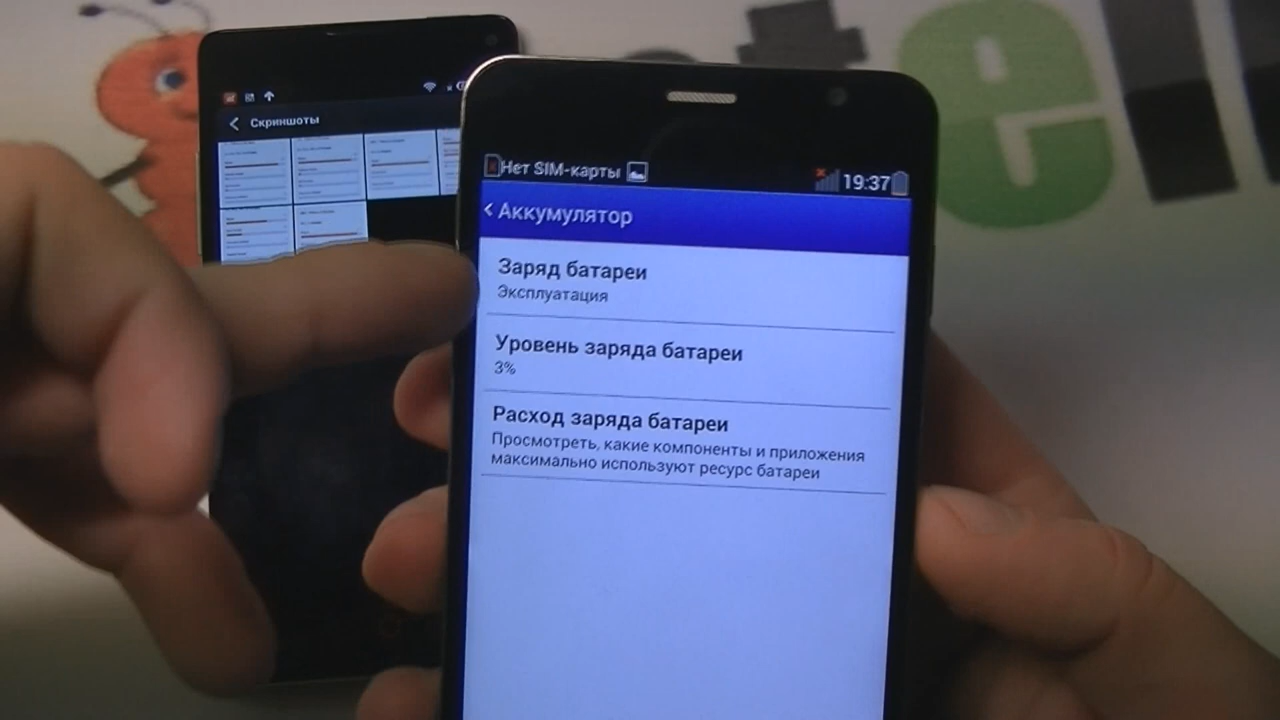 Скриншоты
Нет SIM-карты
19:37
Аккумулятор
Заряд батареи
Эксплуатация
Уровень заряда батареи
3%
Расход заряда батареи
Просмотреть, какие компоненты и приложения
максимально используют ресурс батареи